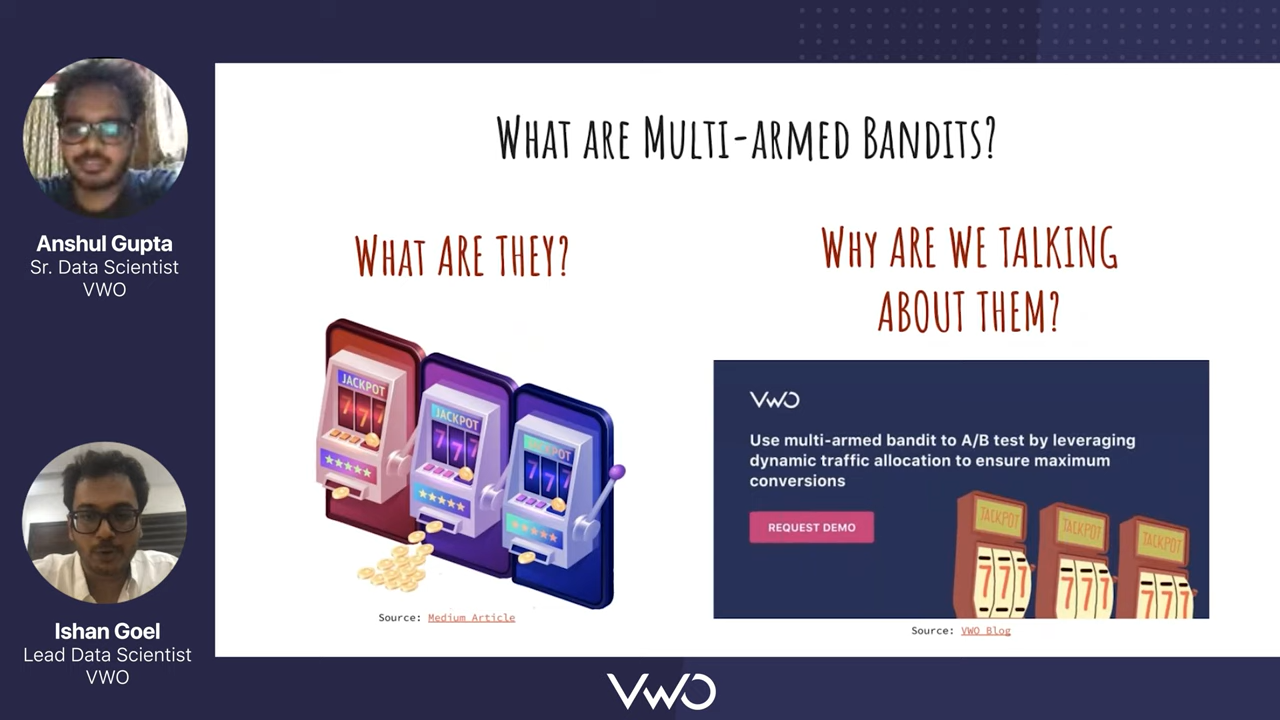 Anshul Gupta
Sr. Data Scientist
VWO
Ishan Goel
Lead Data Scientist
VWO
WHAT ARE MULTI-ARMED BANDITS?
WHAT ARE THEY?
JACKPOT
777
JACKPOT
777
JACKPOT
777
Source: Medium Article
WHY ARE WE TALKING
ABOUT THEM?
VWO
Use multi-armed bandit to A/B test by leveraging
dynamic traffic allocation to ensure maximum
conversions
REQUEST DEMO
JACKPOT
777
JACKPOT
777
JACKPOT
777
Source: VWO Blog
VWO